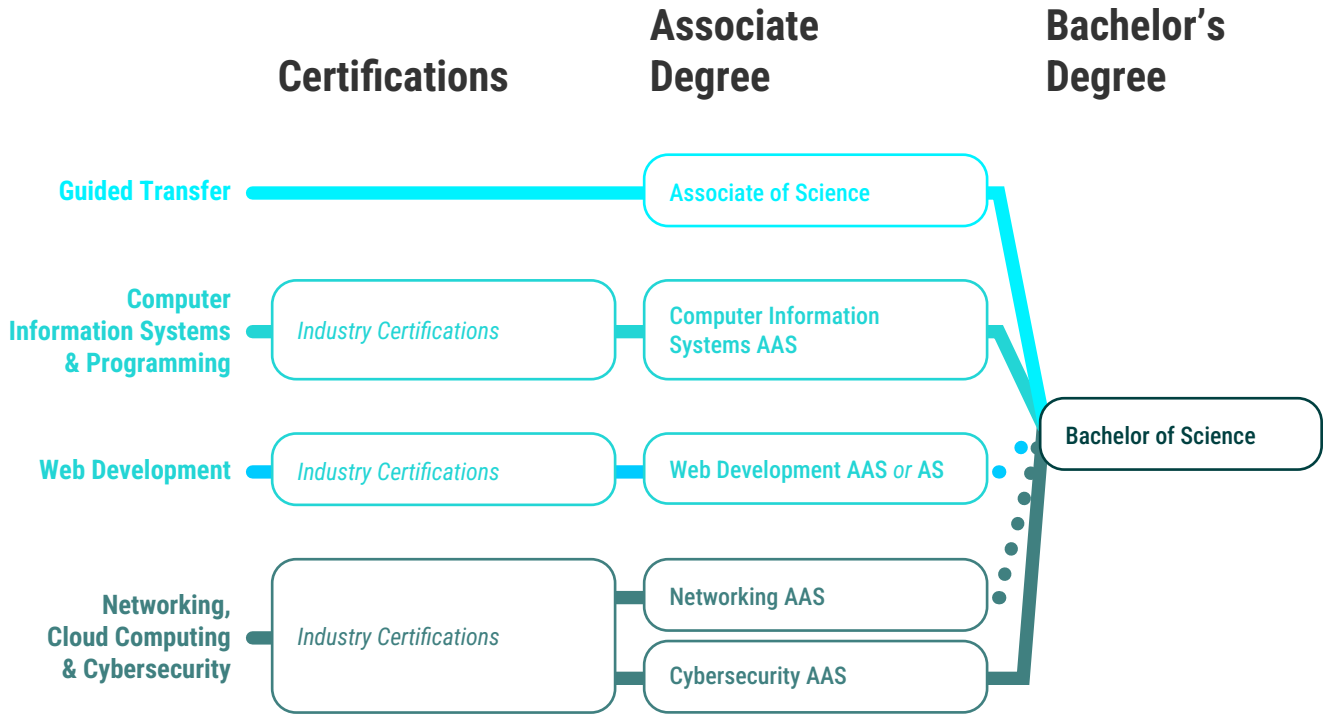 Certifications
Associate
Degree
Bachelor’s
Degree
Guided Transfer
Associate of Science
Computer
Information Systems
& Programming
Industry Certifications
Computer Information
Systems AAS
Bachelor of Science
Web Development
Industry Certifications
Web Development AAS or AS
Networking,
Cloud Computing
& Cybersecurity
Industry Certifications
Networking AAS
Cybersecurity AAS